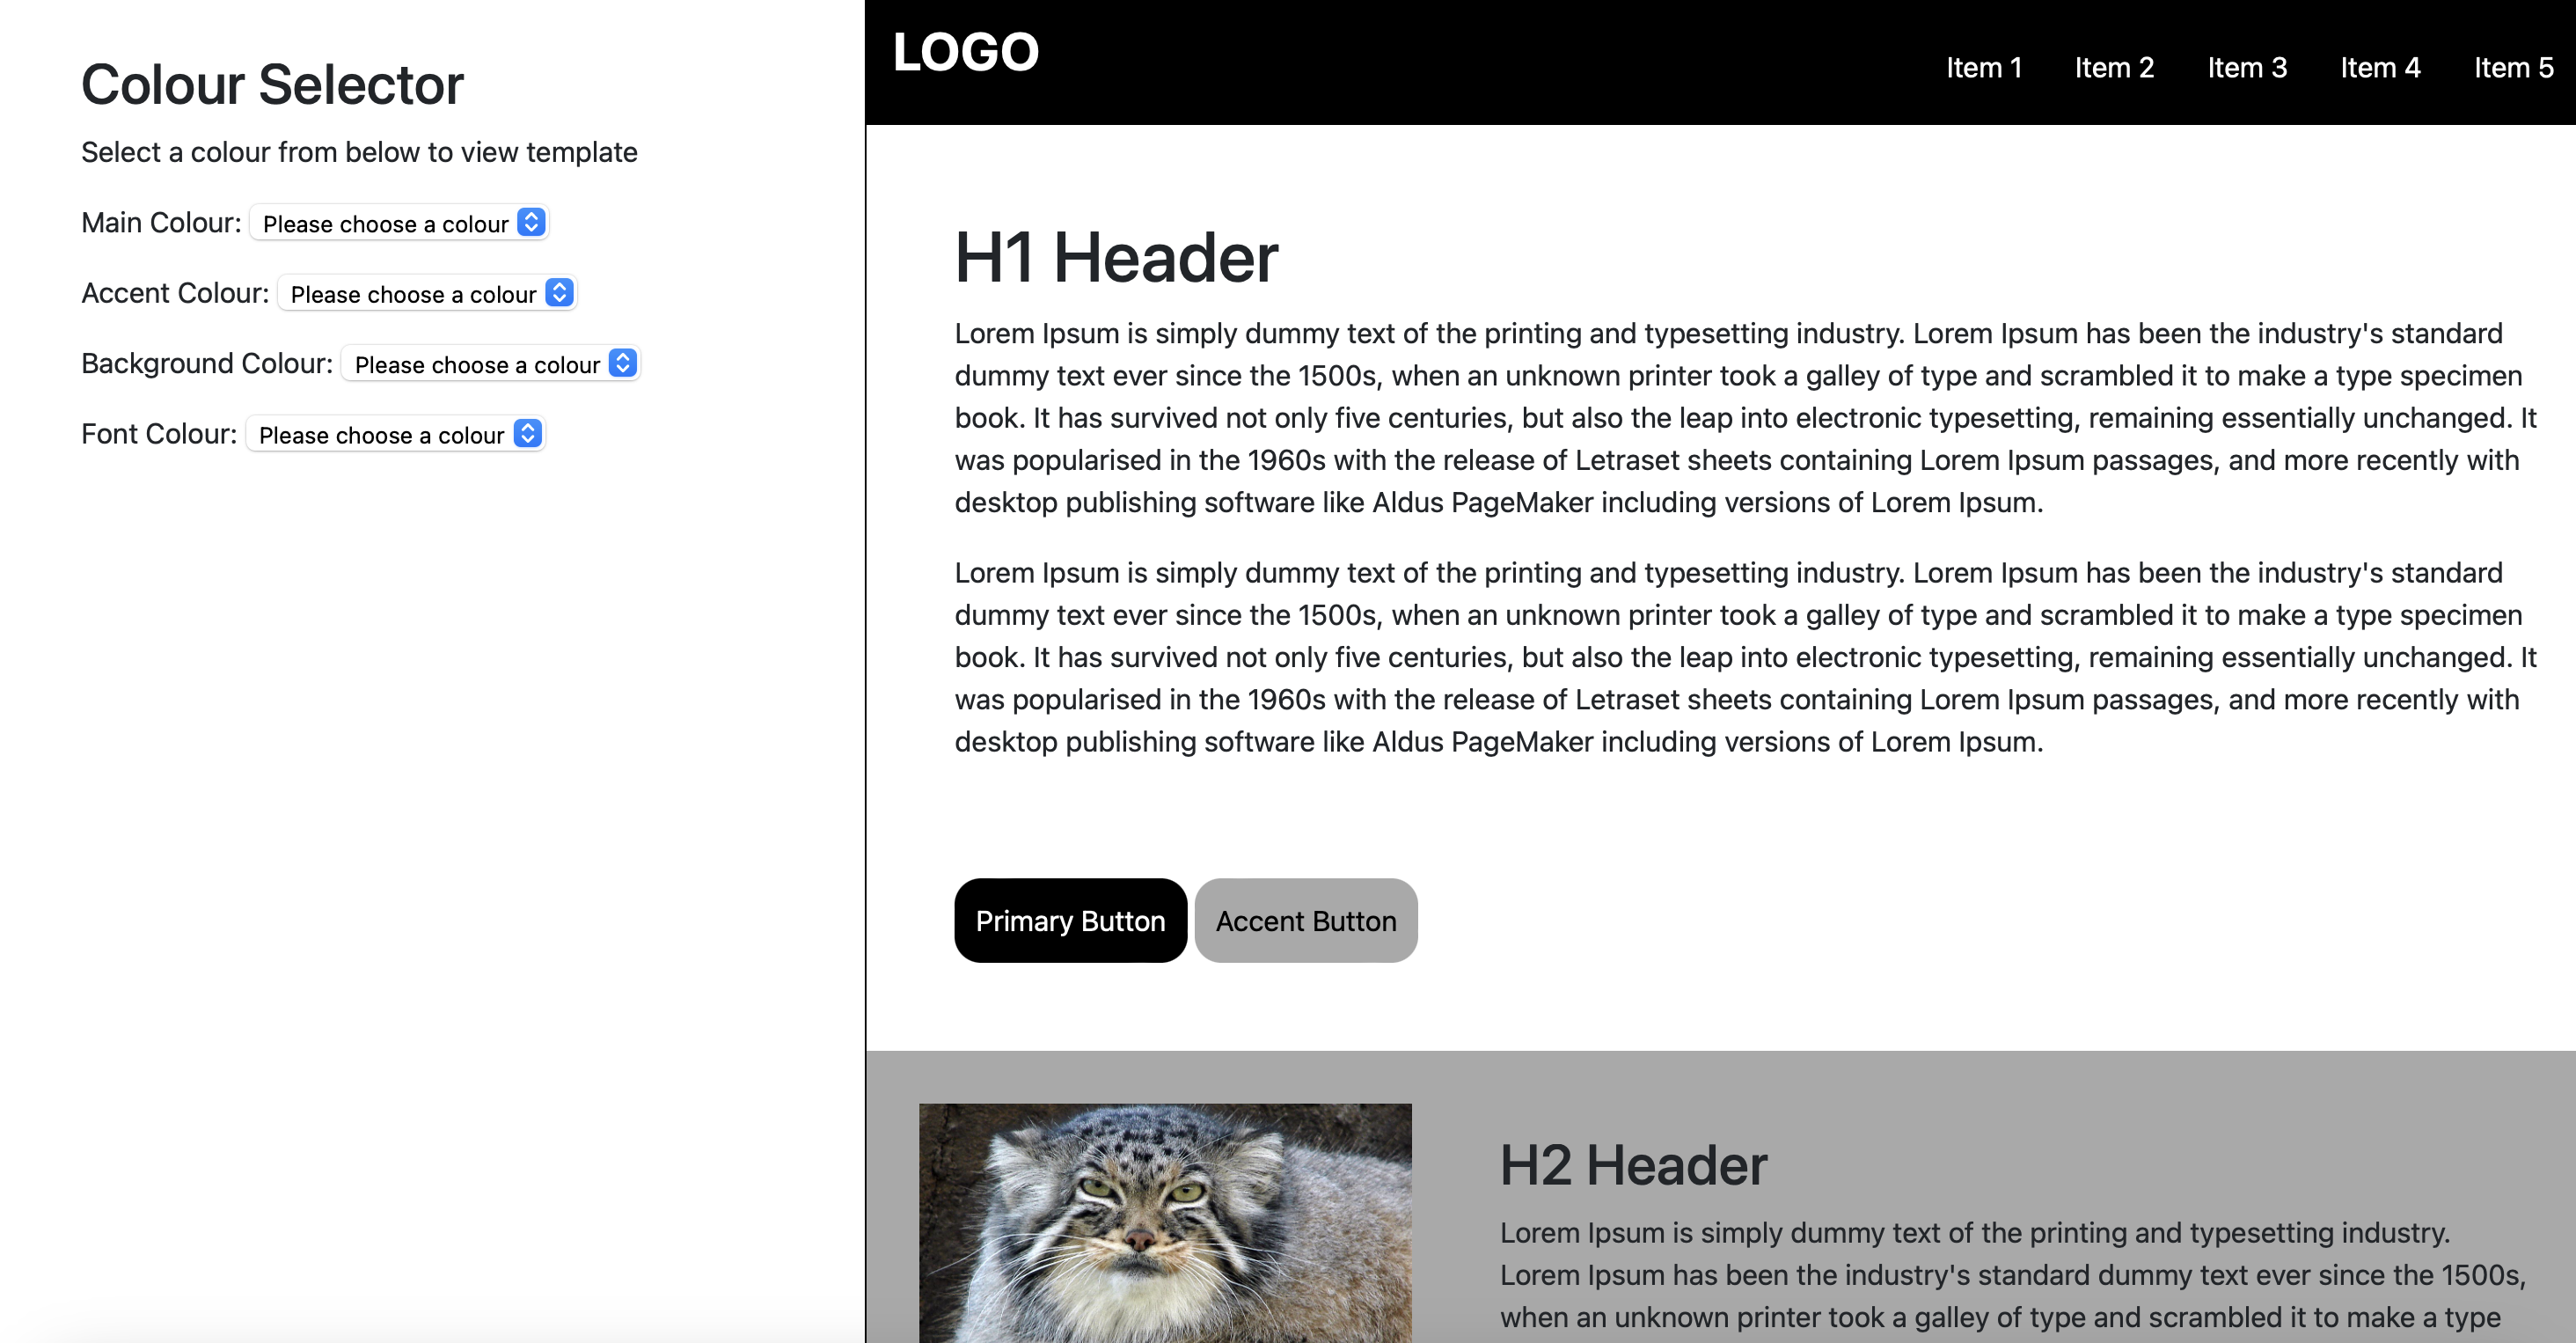 Colour Selector
Select a colour from below to view template
Main Colour: Please choose a colour
Accent Colour: Please choose a colour
Background Colour: Please choose a colour
Font Colour: Please choose a colour
LOGO
Item 1 Item 2 Item 3 Item 4 Item 5
H1 Header
Lorem Ipsum is simply dummy text of the printing and typesetting industry. Lorem Ipsum has been the industry's standard
dummy text ever since the 1500s, when an unknown printer took a galley of type and scrambled it to make a type specimen
book. It has survived not only five centuries, but also the leap into electronic typesetting, remaining essentially unchanged. It
was popularised in the 1960s with the release of Letraset sheets containing Lorem Ipsum passages, and more recently with
desktop publishing software like Aldus PageMaker including versions of Lorem Ipsum.
Lorem Ipsum is simply dummy text of the printing and typesetting industry. Lorem Ipsum has been the industry's standard
dummy text ever since the 1500s, when an unknown printer took a galley of type and scrambled it to make a type specimen
book. It has survived not only five centuries, but also the leap into electronic typesetting, remaining essentially unchanged. It
was popularised in the 1960s with the release of Letraset sheets containing Lorem Ipsum passages, and more recently with
desktop publishing software like Aldus PageMaker including versions of Lorem Ipsum.
Primary Button Accent Button
H2 Header
Lorem Ipsum is simply dummy text of the printing and typesetting industry.
Lorem Ipsum has been the industry's standard dummy text ever since the 1500s,
when an unknown printer took a galley of type and scrambled it to make a type